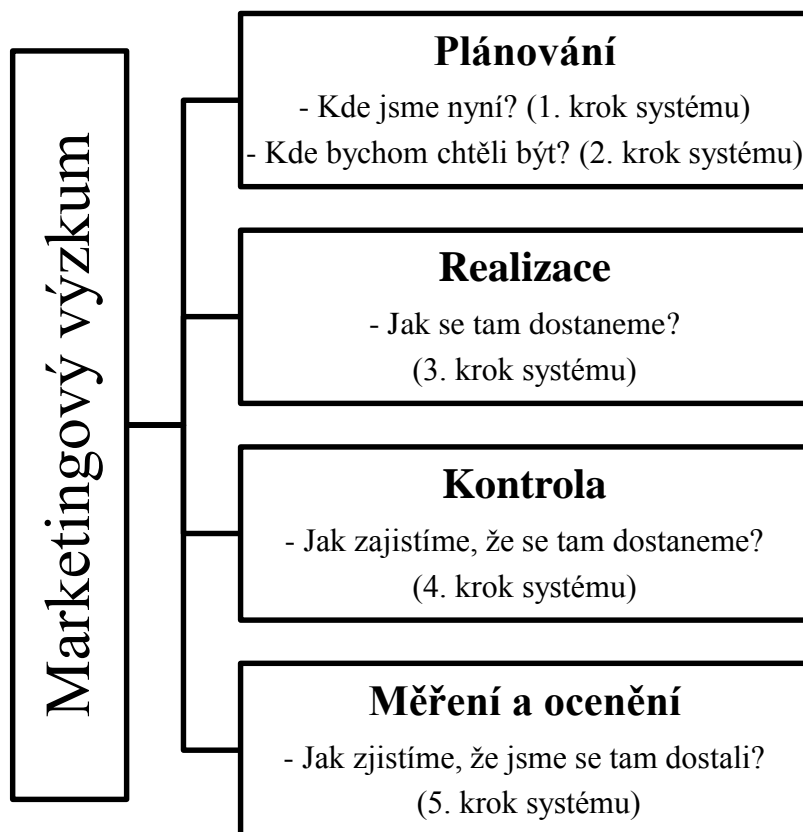 Marketingový výzkum
Plánování
- Kde jsme nyní? (1. krok systému)
- Kde bychom chtěli být? (2. krok systému)
Realizace
- Jak se tam dostaneme?
(3. krok systému)
Kontrola
- Jak zajistíme, že se tam dostaneme?
(4. krok systému)
Měření a ocenění
- Jak zjistíme, že jsme se tam dostali?
(5. krok systému)